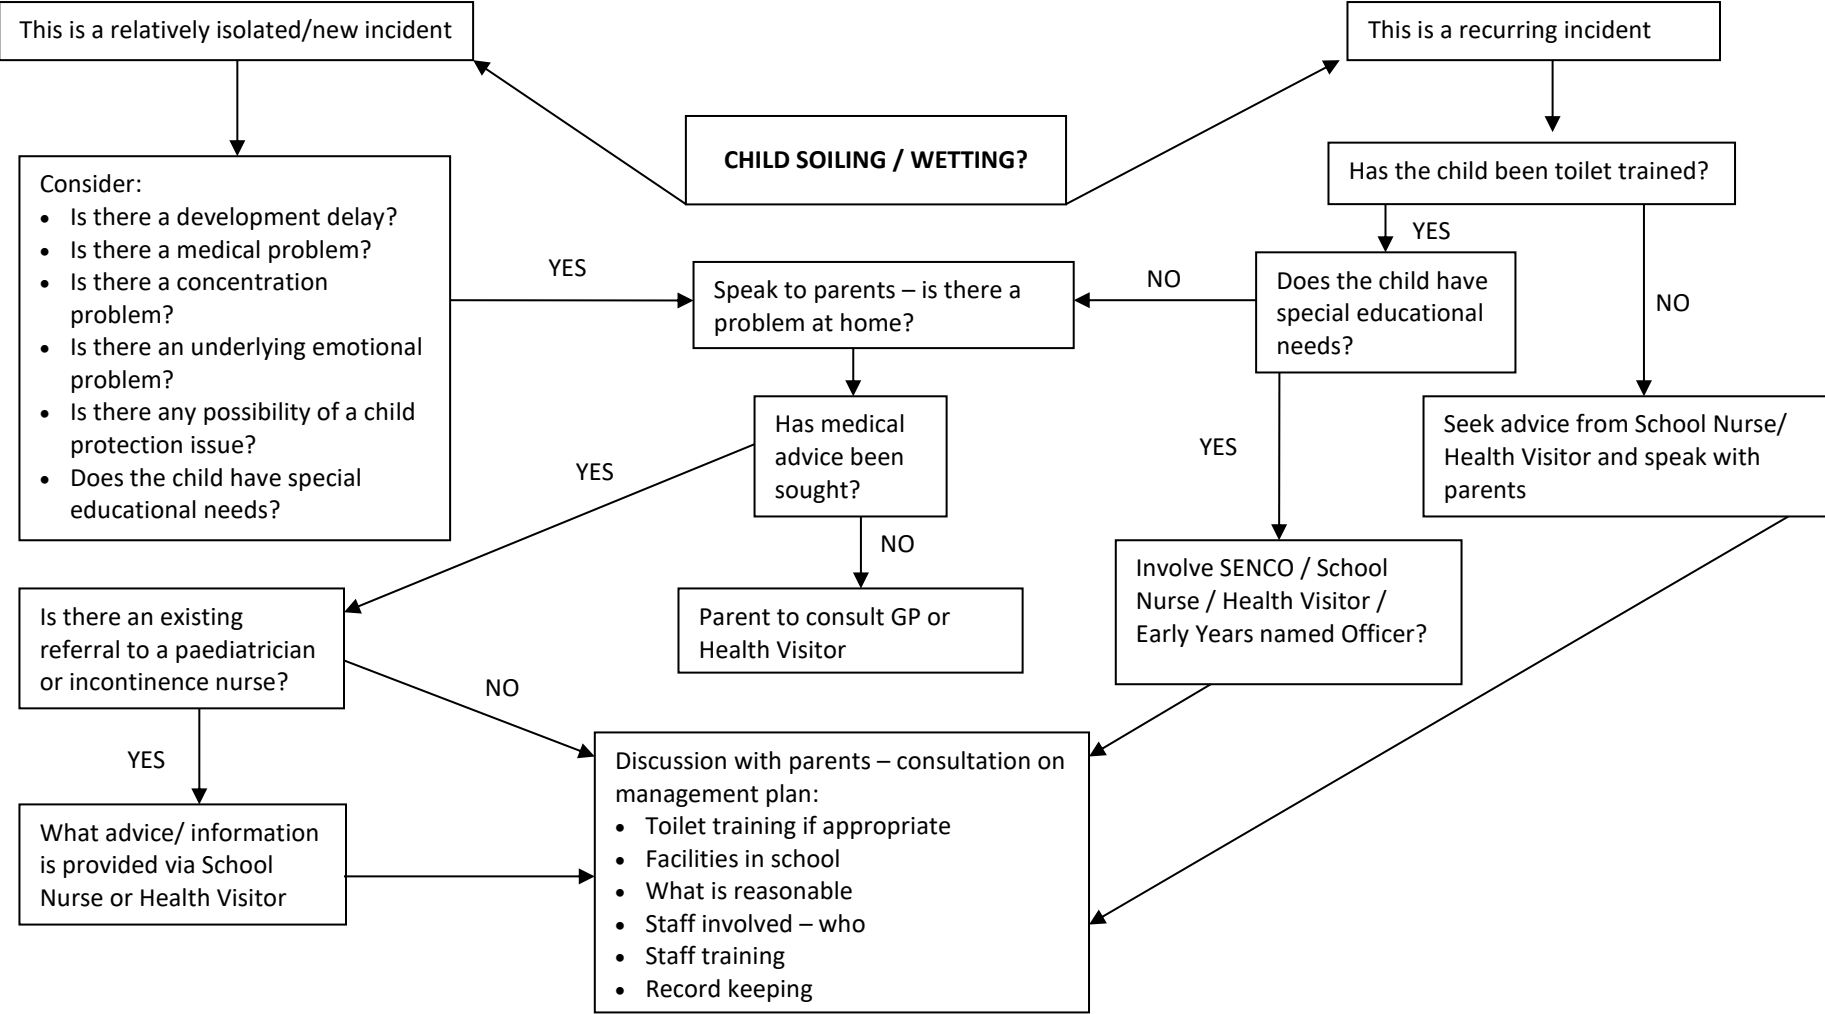 This is a relatively isolated/new incident
This is a recurring incident
CHILD SOILING / WETTING?
Has the child been toilet trained?
Consider:
• Is there a development delay?
• Is there a medical problem?
• Is there a concentration
problem?
• Is there an underlying emotional
problem?
• Is there any possibility of a child
protection issue?
• Does the child have special
educational needs?
YES
Speak to parents – is there a
problem at home?
NO
YES
Does the child have
special educational
needs?
NO
Has medical
advice been
sought?
YES
NO
YES
Seek advice from School Nurse/
Health Visitor and speak with
parents
Is there an existing
referral to a paediatrician
or incontinence nurse?
Parent to consult GP or
Health Visitor
Involve SENCO / School
Nurse / Health Visitor /
Early Years named Officer?
NO
YES
What advice/ information
is provided via School
Nurse or Health Visitor
Discussion with parents – consultation on
management plan:
• Toilet training if appropriate
• Facilities in school
• What is reasonable
• Staff involved – who
• Staff training
• Record keeping